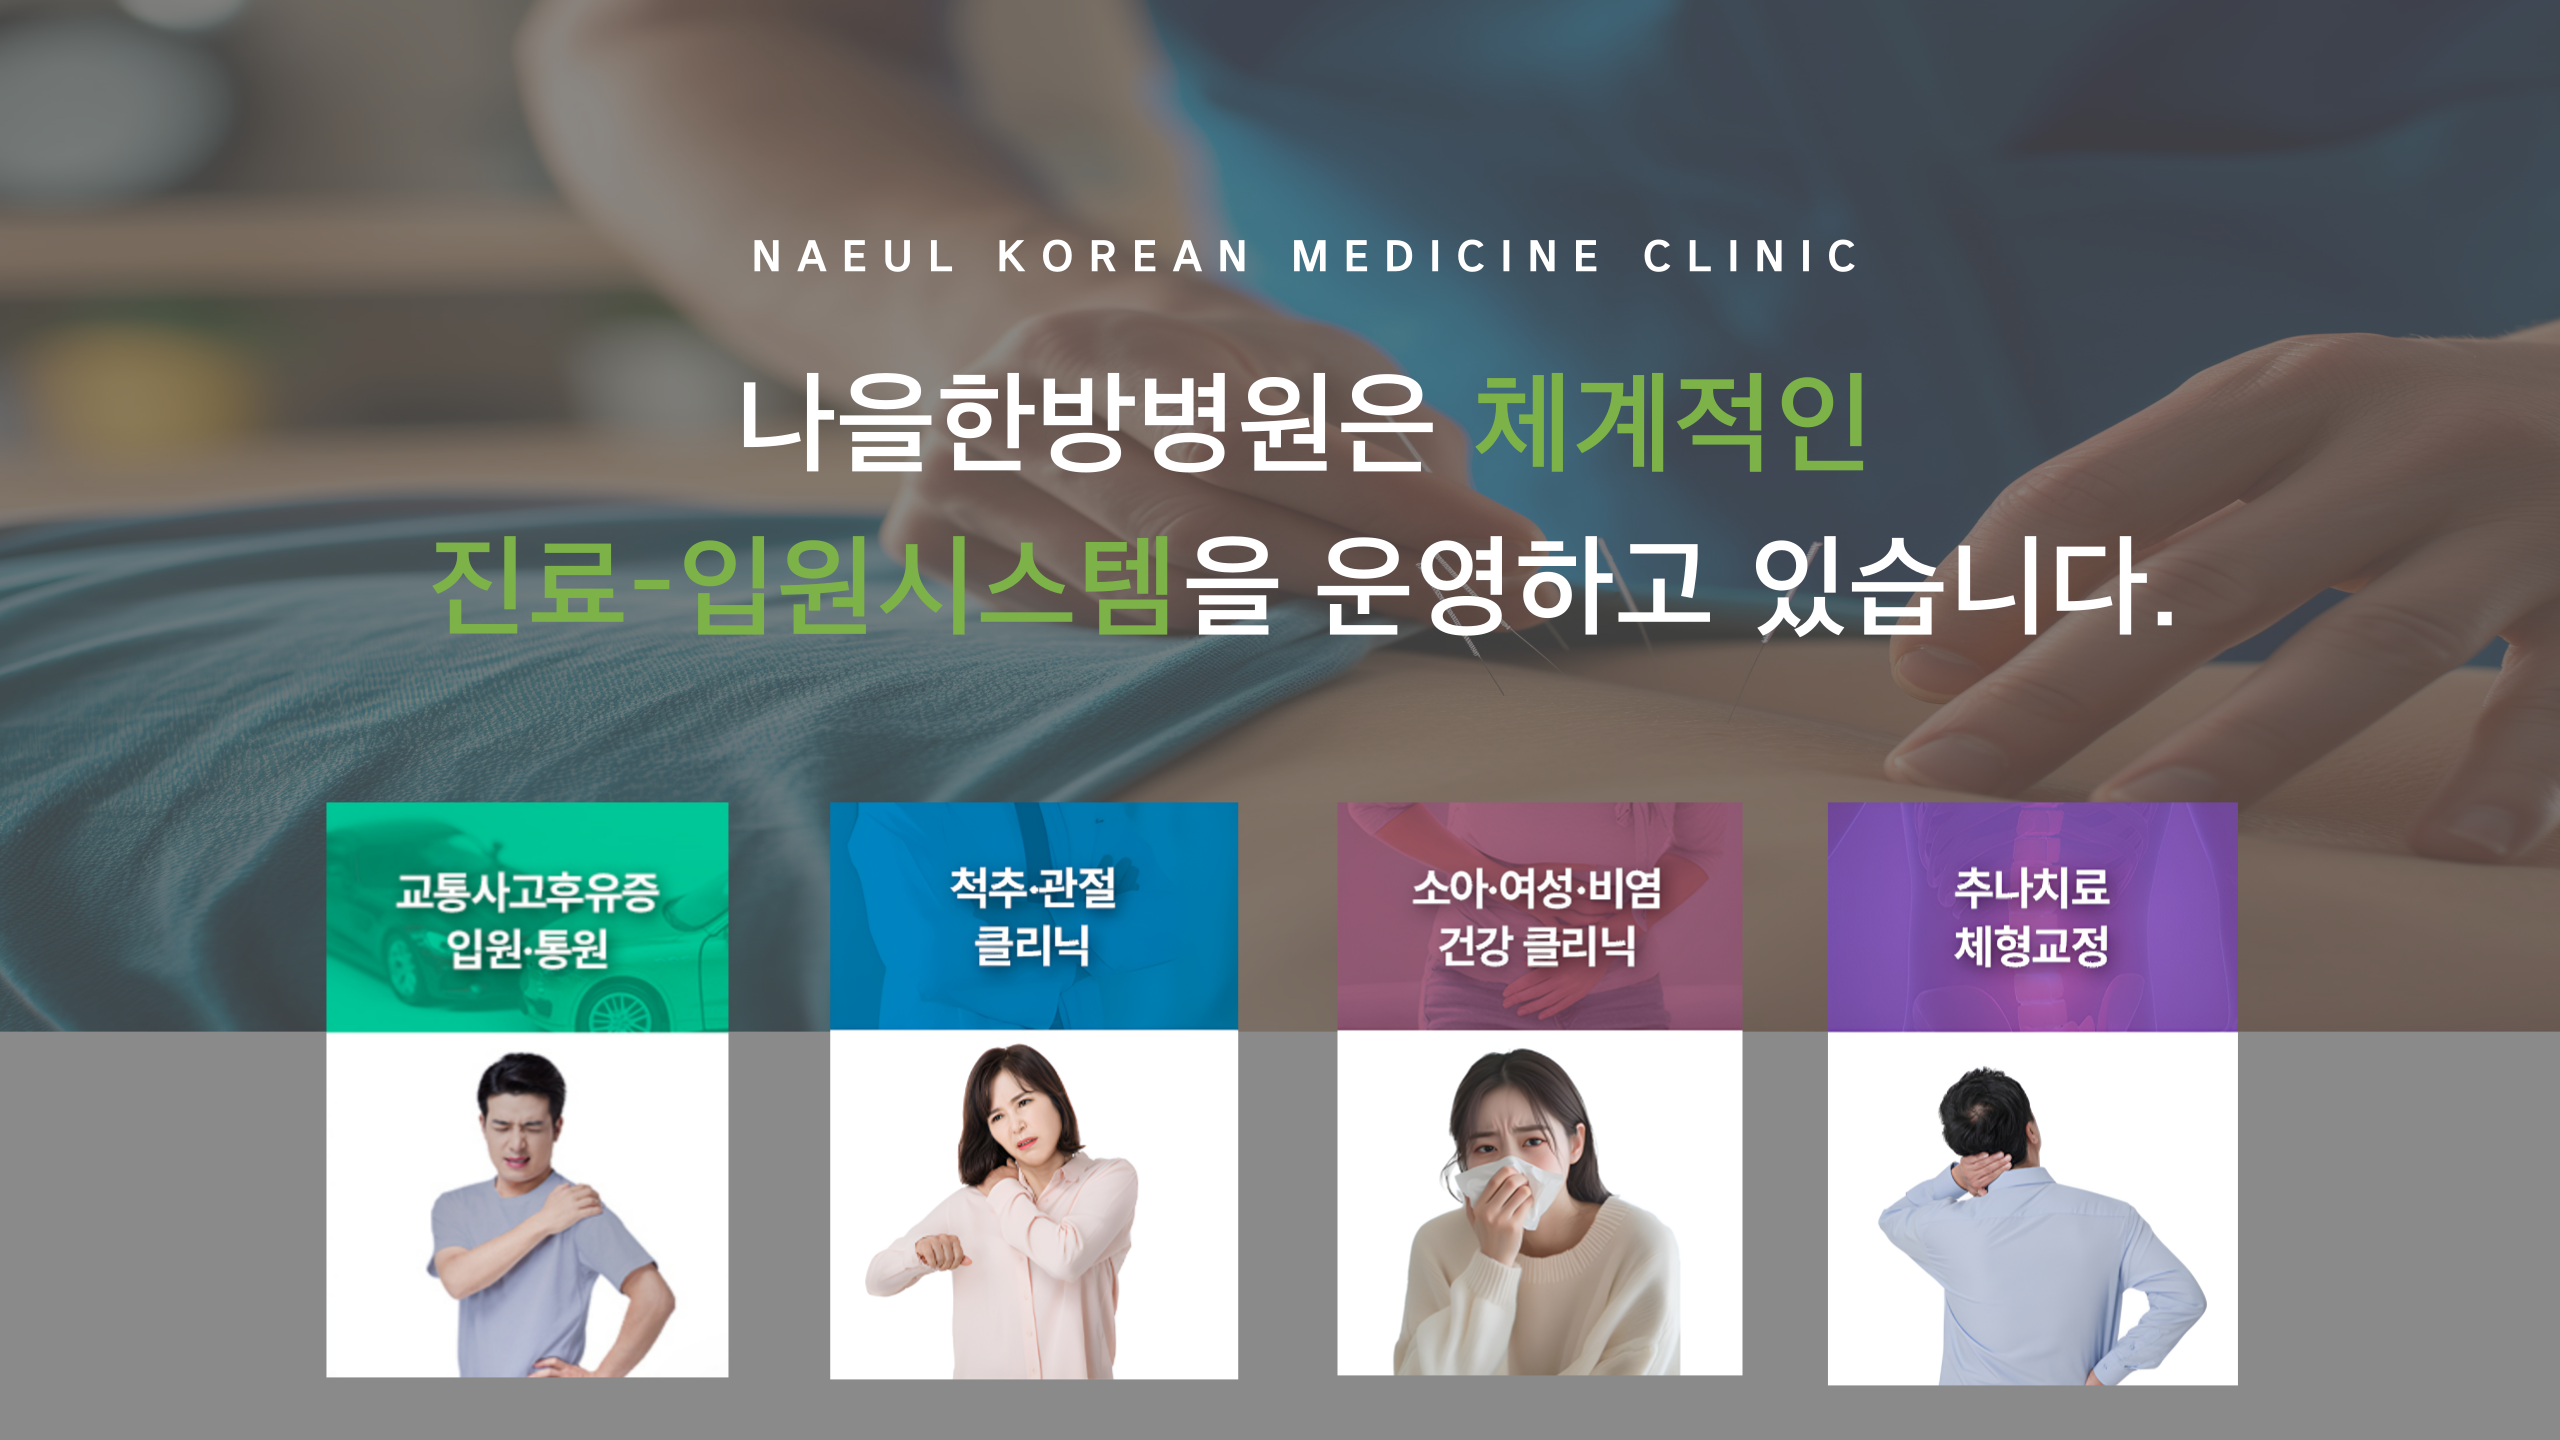 NAEUL KOREAN MEDICINE CLINIC
나을한방병원은 체계적인
진료-입원시스템을 운영하고 있습니다.
교통사고후유증
입원·통원
척추·관절
클리닉
소아·여성·비염
건강 클리닉
추나치료
체형교정